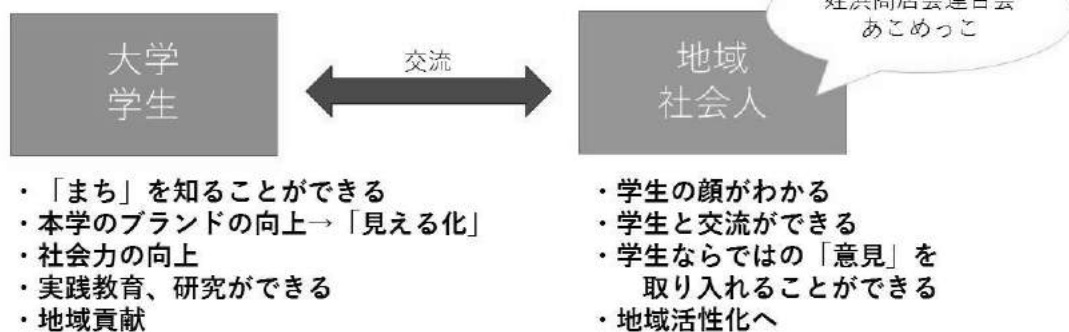 あこめっこ
大学
学生
交流
地域
社会人
・「まち」を知ることができる
・本学のブランドの向上→「見える化」
・社会力の向上
・実践教育、研究ができる
・地域貢献
・学生の顔がわかる
・学生と交流ができる
・学生ならではの「意見」を
取り入れることができる
・地域活性化へ